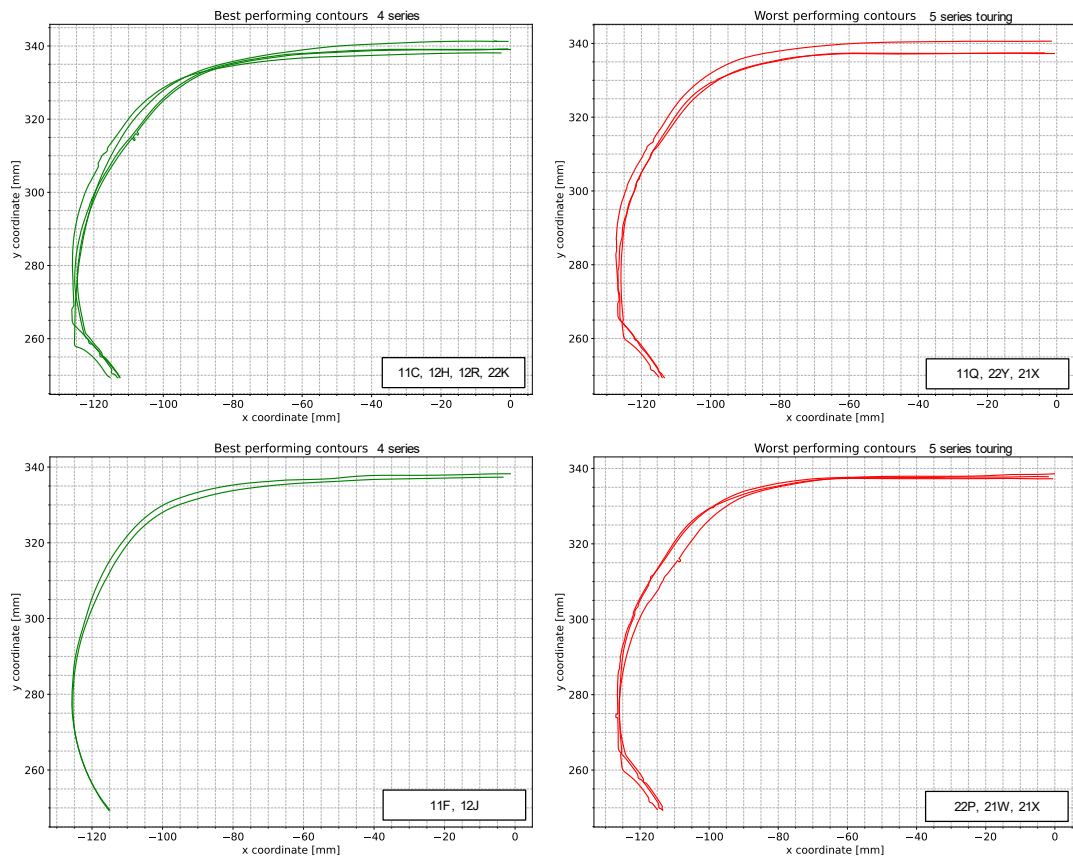 Best performing contours 4 series
340
320
300
280
260
y coordinate [mm]
11C, 12H, 12R, 22K
−120 −100 −80 −60 −40 −20 0
x coordinate [mm]
Worst performing contours 5 series touring
340
320
300
280
260
y coordinate [mm]
11Q, 22Y, 21X
−120 −100 −80 −60 −40 −20 0
x coordinate [mm]
Best performing contours 4 series
340
320
300
280
260
y coordinate [mm]
11F, 12J
−120 −100 −80 −60 −40 −20 0
x coordinate [mm]
Worst performing contours 5 series touring
340
320
300
280
260
y coordinate [mm]
22P, 21W, 21X
−120 −100 −80 −60 −40 −20 0
x coordinate [mm]